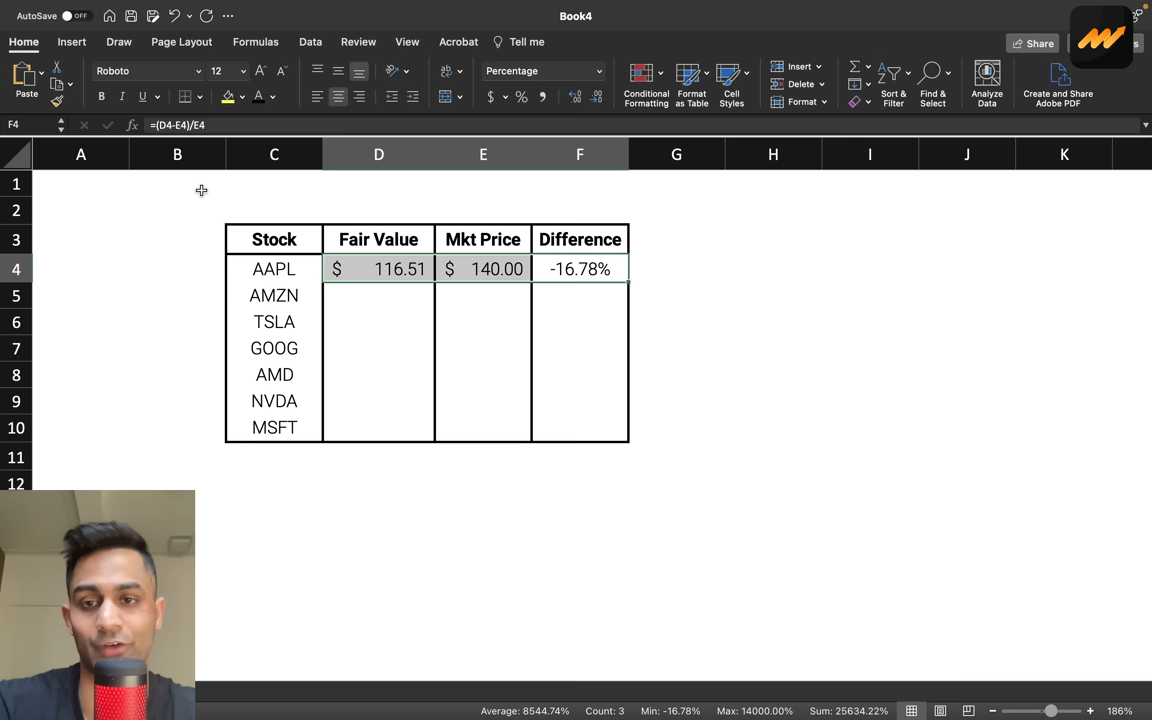 AutoSave OFF
Book4
Home Insert Draw Page Layout Formulas Data Review View Acrobat Tell me
Share
Paste
Roboto 12
B I U
A
Percentage
$ % ,
Conditional Formatting
Format as Table
Cell Styles
Insert
Delete
Format
Sort & Filter
Find & Select
Analyze Data
Create and Share Adobe PDF
F4 fx =(D4-E4)/E4
A B C D E F G H I J K
1
2
3 Stock Fair Value Mkt Price Difference
4 AAPL $ 116.51 $ 140.00 -16.78%
5 AMZN
6 TSLA
7 GOOG
8 AMD
9 NVDA
10 MSFT
11
12
Average: 8544.74% Count: 3 Min: -16.78% Max: 14000.00% Sum: 25634.22% 186%